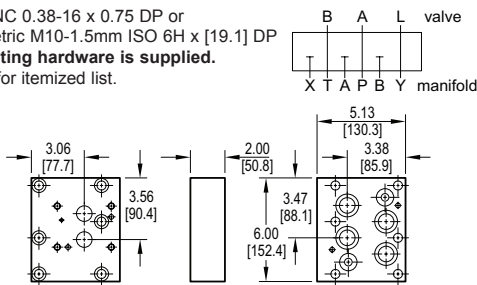 NC 0.38-16 x 0.75 DP or
etric M10-1.5mm ISO 6H x [19.1] DP
ting hardware is supplied.
for itemized list.
B A L valve
X T A P B Y manifold
5.13
[130.3]
3.06
[77.7]
2.00
[50.8]
3.38
[85.9]
3.56
[90.4]
3.47
[88.1]
6.00
[152.4]